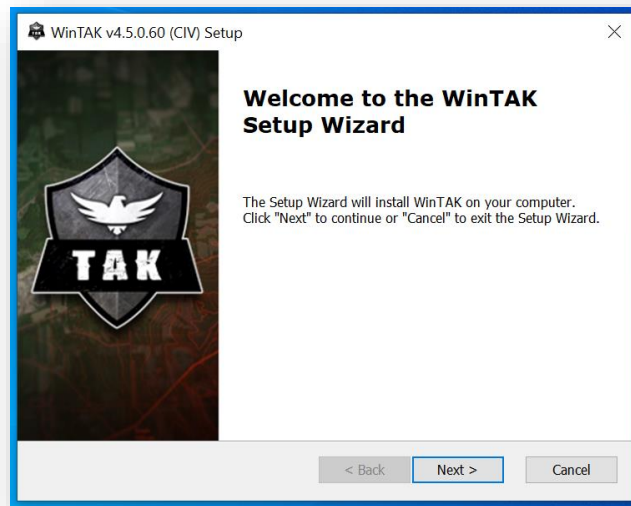 WinTAK v4.5.0.60 (CIV) Setup
Welcome to the WinTAK
Setup Wizard
The Setup Wizard will install WinTAK on your computer.
Click "Next" to continue or "Cancel" to exit the Setup Wizard.
TAK
< Back
Next >
Cancel